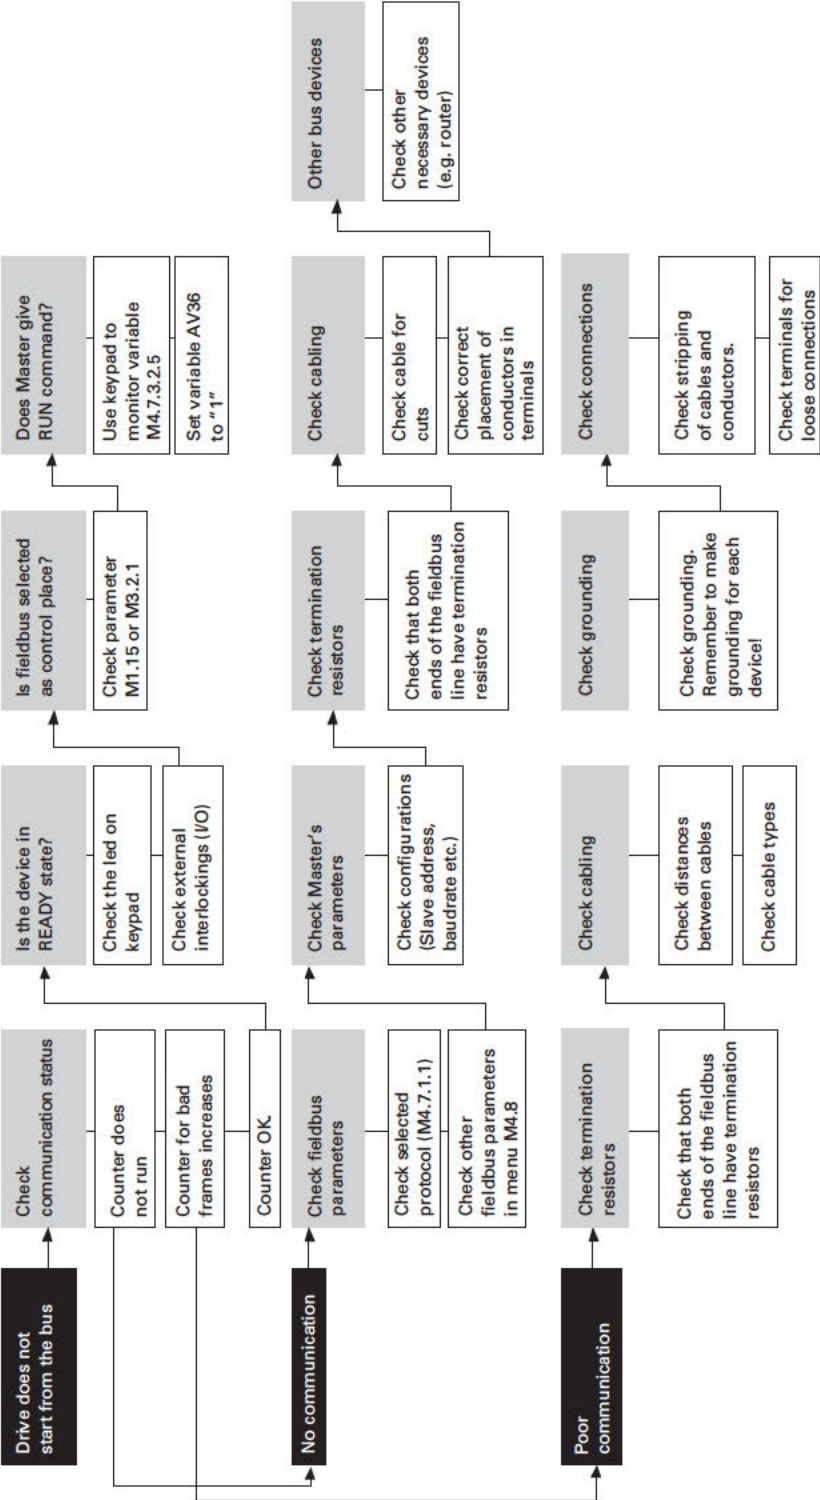 Drive does not
start from the bus
Check
communication status
Counter does
not run
Counter for bad
frames increases
Counter OK.
Is the device in
READY state?
Check the led on
keypad
Check external
interlockings (I/O)
Is fieldbus selected
as control place?
Check parameter
M1.15 or M3.2.1
Does Master give
RUN command?
Use keypad to
monitor variable
M4.7.3.2.5
Set variable AV36
to “1”
No communication
Check fieldbus
parameters
Check selected
protocol (M4.7.1.1)
Check other
fieldbus parameters
in menu M4.8
Check Master’s
parameters
Check configurations
(Slave address,
baudrate etc.)
Check termination
resistors
Check that both
ends of the fieldbus
line have termination
resistors
Check cabling
Check cable for
cuts
Check correct
placement of
conductors in
terminals
Other bus devices
Check other
necessary devices
(e.g. router)
Poor
communication
Check termination
resistors
Check that both
ends of the fieldbus
line have termination
resistors
Check cabling
Check distances
between cables
Check cable types
Check grounding
Check grounding.
Remember to make
grounding for each
device!
Check connections
Check stripping
of cables and
conductors.
Check terminals for
loose connections